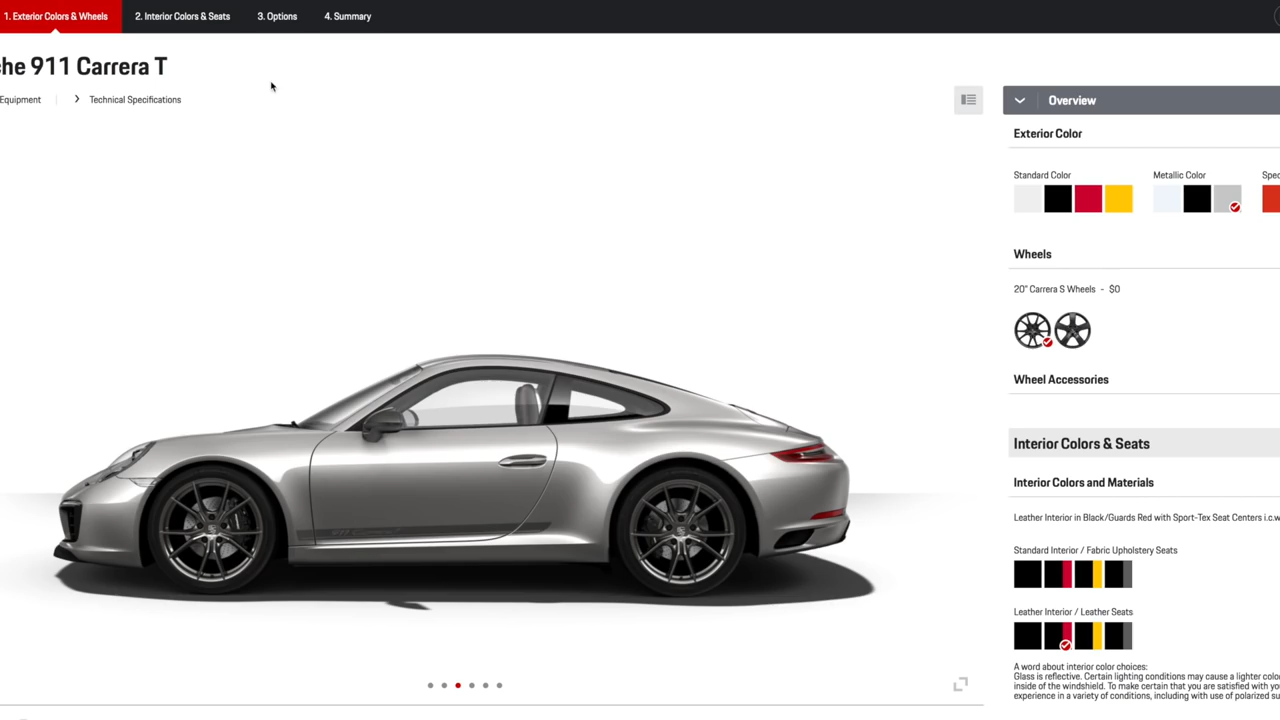 1. Exterior Colors & Wheels
2. Interior Colors & Seats
3. Options
4. Summary
che 911 Carrera T
Equipment
Technical Specifications
Overview
Exterior Color
Standard Color
Metallic Color
Spec
Wheels
20" Carrera S Wheels - $0
Wheel Accessories
Interior Colors & Seats
Interior Colors and Materials
Leather Interior in Black/Guards Red with Sport-Tex Seat Centers i.c.w
Standard Interior / Fabric Upholstery Seats
Leather Interior / Leather Seats
A word about interior color choices:
Glass is reflective. Certain lighting conditions may cause a lighter color
inside of the windshield. To make certain that you are satisfied with yo
experience in a variety of conditions, including with use of polarized su